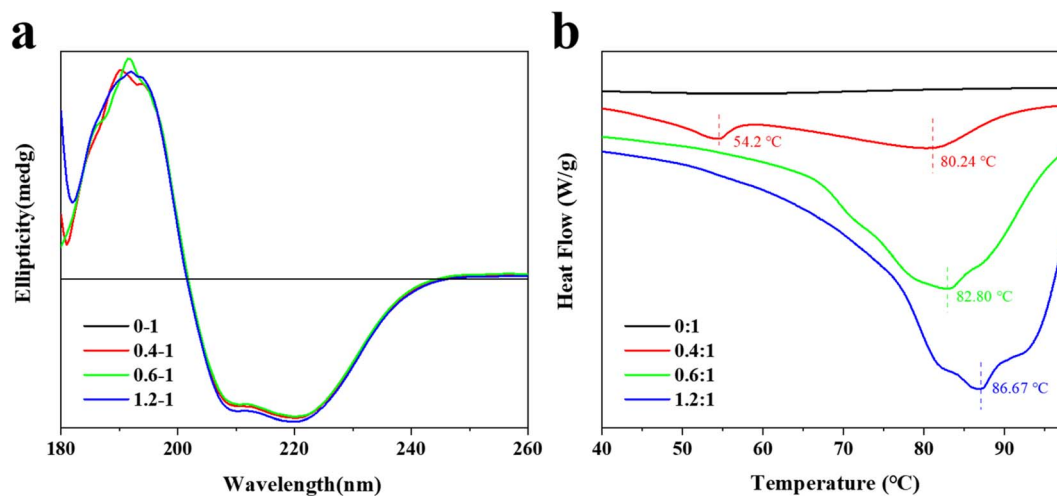 a
Ellipticity(medg)
0-1
0.4-1
0.6-1
1.2-1
180 200 220 240 260
Wavelength(nm)
b
Heat Flow (W/g)
54.2 ℃
80.24 ℃
82.80 ℃
86.67 ℃
0:1
0.4:1
0.6:1
1.2:1
40 50 60 70 80 90
Temperature (℃)